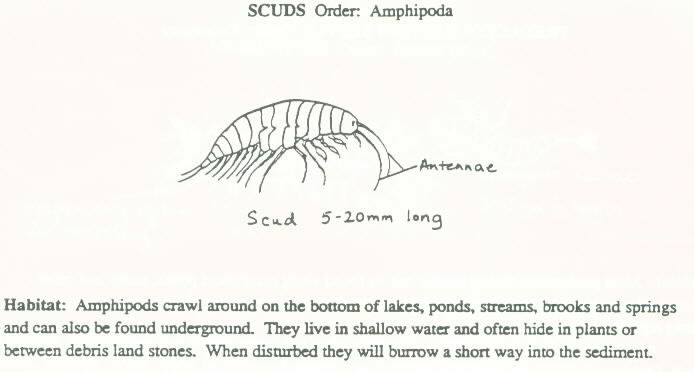 SCUDS Order: Amphipoda
Antennae
Scud 5-20mm long
Habitat: Amphipods crawl around on the bottom of lakes, ponds, streams, brooks and springs
and can also be found underground. They live in shallow water and often hide in plants or
between debris land stones. When disturbed they will burrow a short way into the sediment.